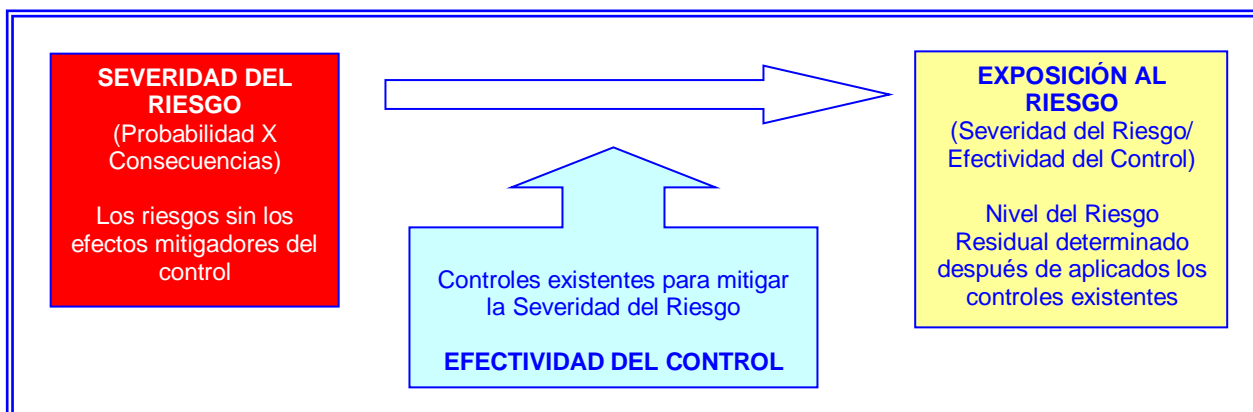 SEVERIDAD DEL
RIESGO
(Probabilidad X
Consecuencias)
Los riesgos sin los
efectos mitigadores del
control
Controles existentes para mitigar
la Severidad del Riesgo
EFECTIVIDAD DEL CONTROL
EXPOSICIÓN AL
RIESGO
(Severidad del Riesgo/
Efectividad del Control)
Nivel del Riesgo
Residual determinado
después de aplicados los
controles existentes